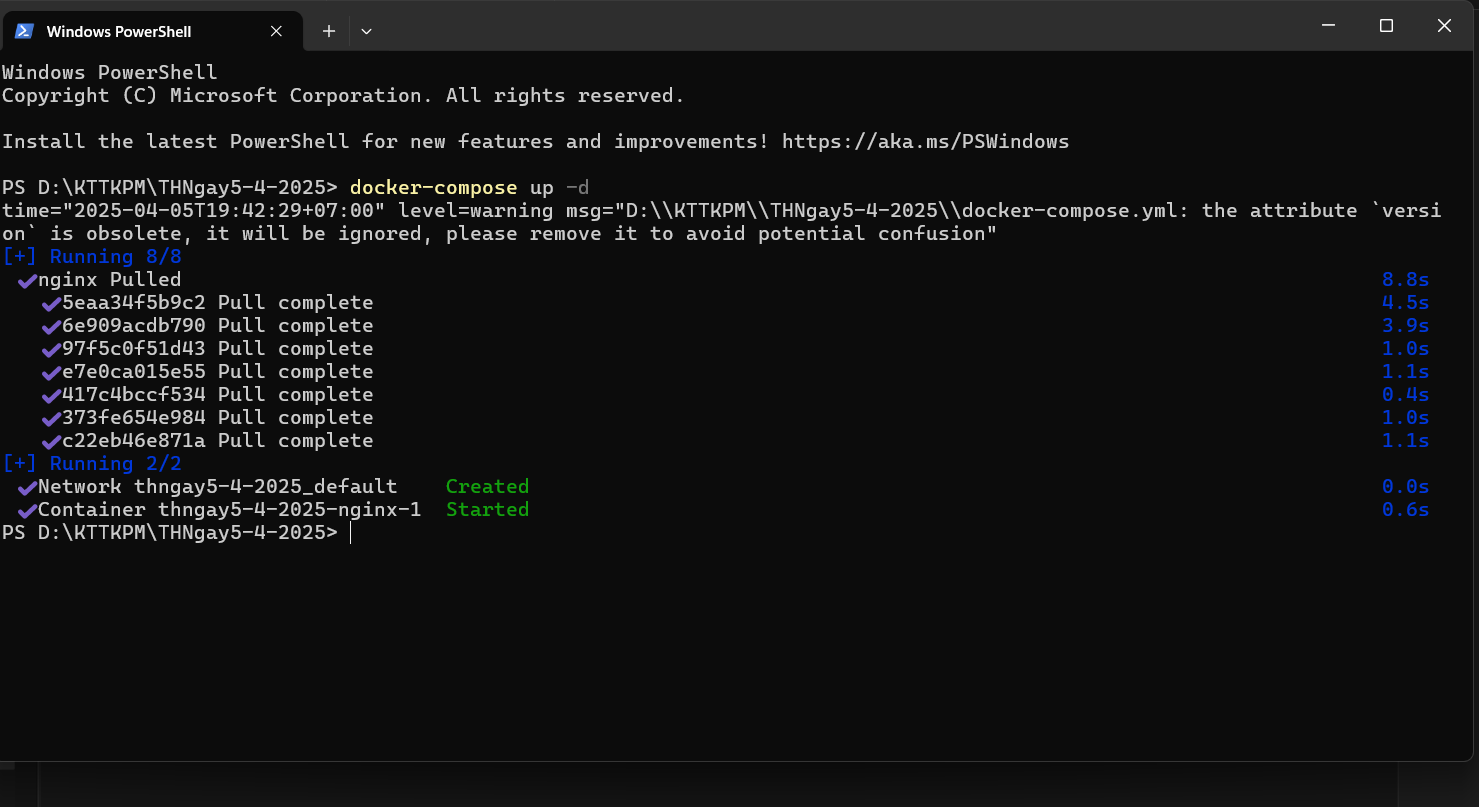 Windows PowerShell
Windows PowerShell
Copyright (C) Microsoft Corporation. All rights reserved.
Install the latest PowerShell for new features and improvements! https://aka.ms/PSWindows
PS D:\KTTKPM\THNgay5-4-2025> docker-compose up -d
time="2025-04-05T19:42:29+07:00" level=warning msg="D:\\KTTKPM\\THNgay5-4-2025\\docker-compose.yml: the attribute `versi
on` is obsolete, it will be ignored, please remove it to avoid potential confusion"
[+] Running 8/8
✔nginx Pulled 8.8s
✔5eaa34f5b9c2 Pull complete 4.5s
✔6e909acdb790 Pull complete 3.9s
✔97f5c0f51d43 Pull complete 1.0s
✔e7e0ca015e55 Pull complete 1.1s
✔417c4bccf534 Pull complete 0.4s
✔373fe654e984 Pull complete 1.0s
✔c22eb46e871a Pull complete 1.1s
[+] Running 2/2
✔Network thngay5-4-2025_default Created 0.0s
✔Container thngay5-4-2025-nginx-1 Started 0.6s
PS D:\KTTKPM\THNgay5-4-2025>